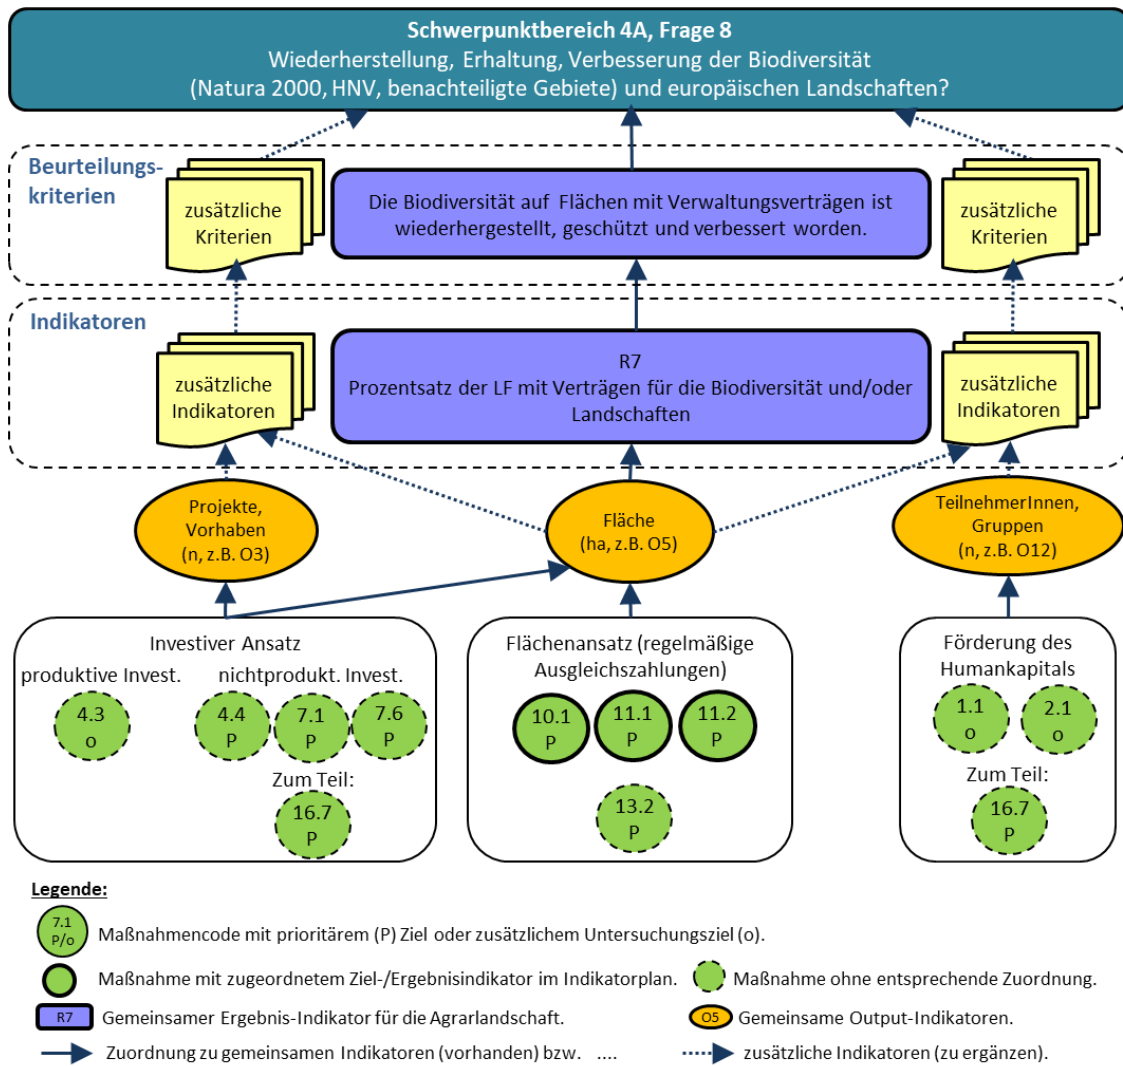 Schwerpunktbereich 4A, Frage 8
Wiederherstellung, Erhaltung, Verbesserung der Biodiversität
(Natura 2000, HNV, benachteiligte Gebiete) und europäischen Landschaften?
Beurteilungs-
kriterien
zusätzliche
Kriterien
Die Biodiversität auf Flächen mit Verwaltungsverträgen ist
wiederhergestellt, geschützt und verbessert worden.
zusätzliche
Kriterien
Indikatoren
zusätzliche
Indikatoren
R7
Prozentsatz der LF mit Verträgen für die Biodiversität und/oder
Landschaften
zusätzliche
Indikatoren
Projekte,
Vorhaben
(n, z.B. O3)
Fläche
(ha, z.B. O5)
TeilnehmerInnen,
Gruppen
(n, z.B. O12)
Investiver Ansatz
produktive Invest.
nichtprodukt. Invest.
4.3
o
4.4
P
7.1
P
7.6
P
Zum Teil:
16.7
P
Flächenansatz (regelmäßige
Ausgleichszahlungen)
10.1
P
11.1
P
11.2
P
13.2
P
Förderung des
Humankapitals
1.1
o
2.1
o
Zum Teil:
16.7
P
Legende:
7.1
P/o
Maßnahmencode mit prioritärem (P) Ziel oder zusätzlichem Untersuchungsziel (o).
Maßnahme mit zugeordnetem Ziel-/Ergebnisindikator im Indikatorplan.
Maßnahme ohne entsprechende Zuordnung.
R7
Gemeinsamer Ergebnis-Indikator für die Agrarlandschaft.
O5
Gemeinsame Output-Indikatoren.
Zuordnung zu gemeinsamen Indikatoren (vorhanden) bzw. ....
zusätzliche Indikatoren (zu ergänzen).